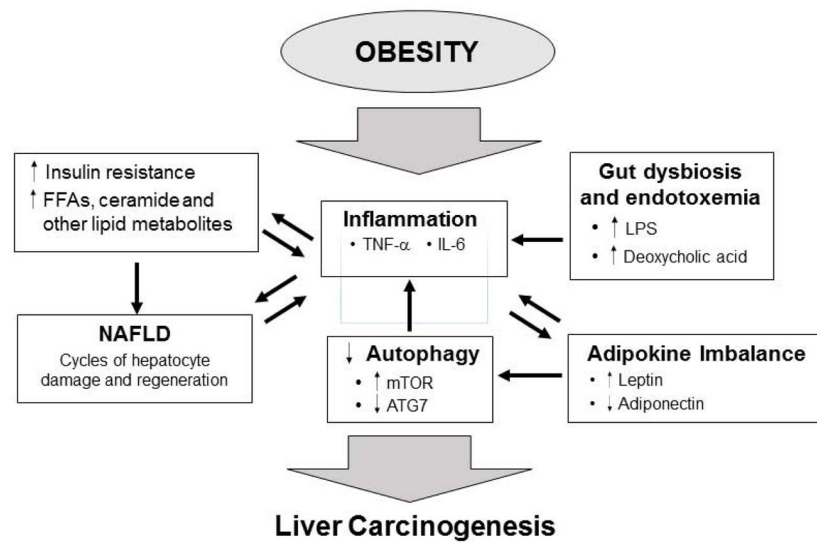 OBESITY
↑ Insulin resistance
↑ FFAs, ceramide and
other lipid metabolites
Gut dysbiosis
and endotoxemia
• ↑ LPS
• ↑ Deoxycholic acid
Inflammation
• TNF-α • IL-6
NAFLD
Cycles of hepatocyte
damage and regeneration
↓ Autophagy
• ↑ mTOR
• ↓ ATG7
Adipokine Imbalance
• ↑ Leptin
• ↓ Adiponectin
Liver Carcinogenesis